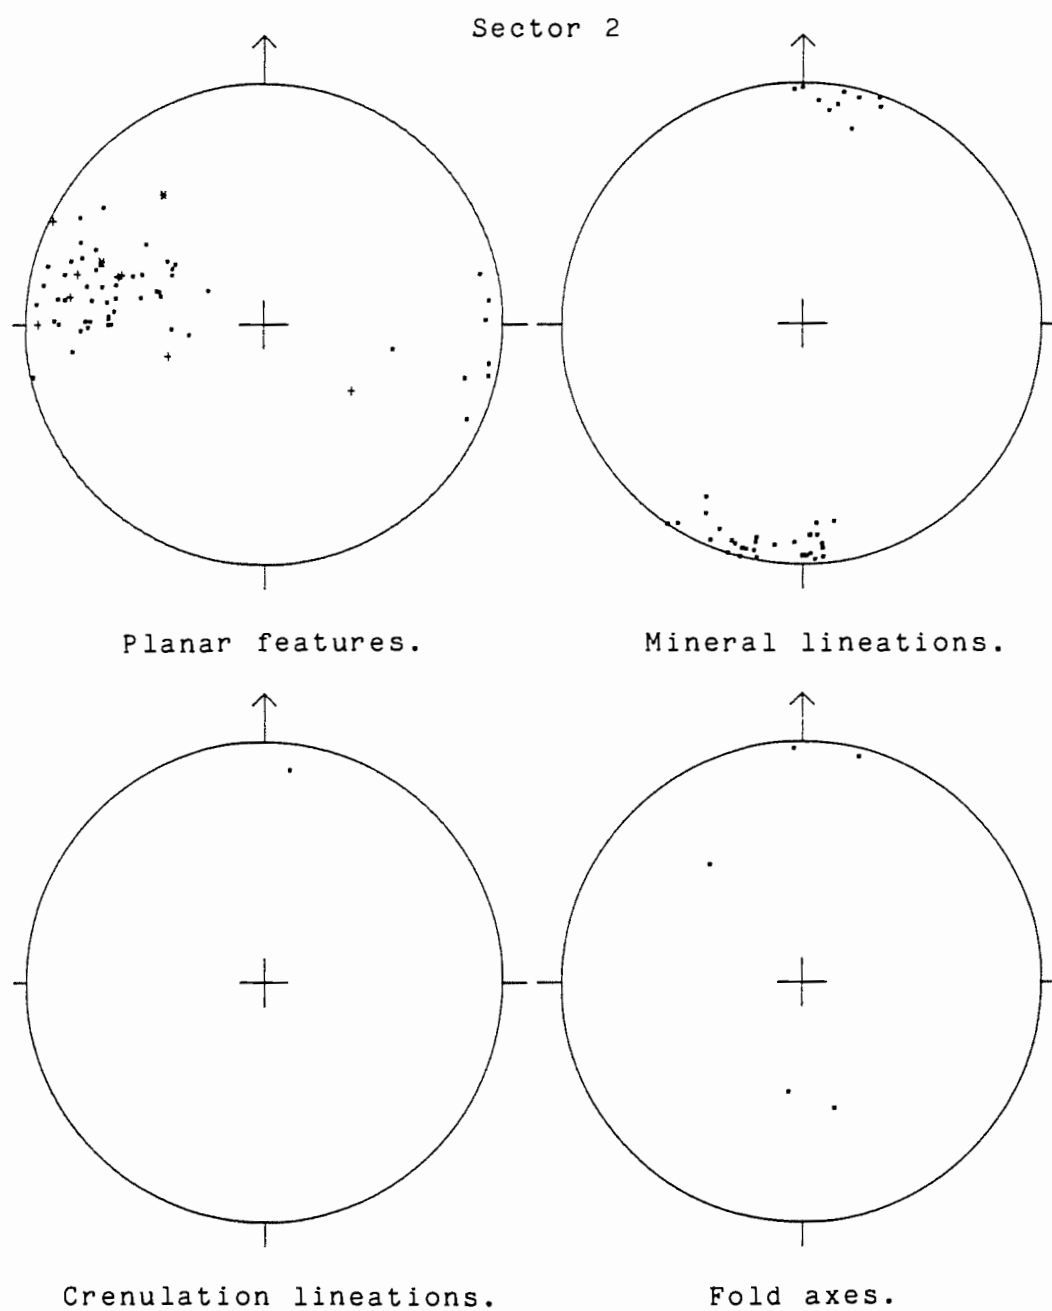 Sector 2
Planar features.
Mineral lineations.
Crenulation lineations.
Fold axes.